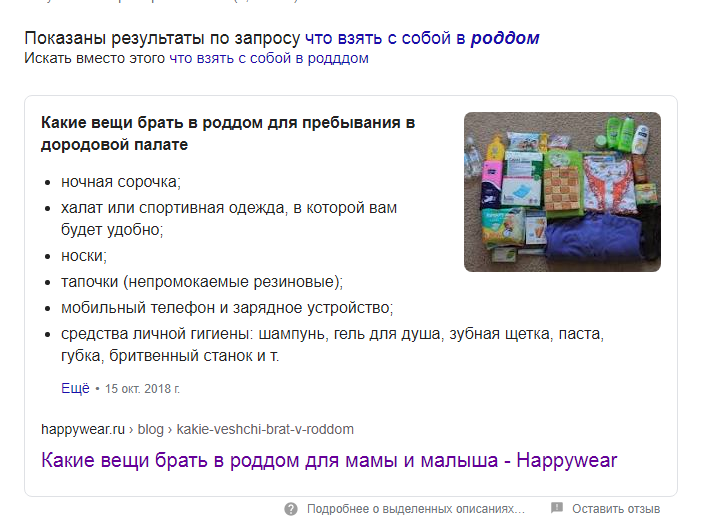 Показаны результаты по запросу что взять с собой в роддом
Искать вместо этого что взять с собой в родддом
Какие вещи брать в роддом для пребывания в
дородовой палате
• ночная сорочка;
• халат или спортивная одежда, в которой вам
будет удобно;
• носки;
• тапочки (непромокаемые резиновые);
• мобильный телефон и зарядное устройство;
• средства личной гигиены: шампунь, гель для душа, зубная щетка, паста,
губка, бритвенный станок и т.
Ещё • 15 окт. 2018 г.
happywear.ru › blog › kakie-veshchi-brat-v-roddom
Какие вещи брать в роддом для мамы и малыша - Happywear
Подробнее о выделенных описаниях…
Оставить отзыв